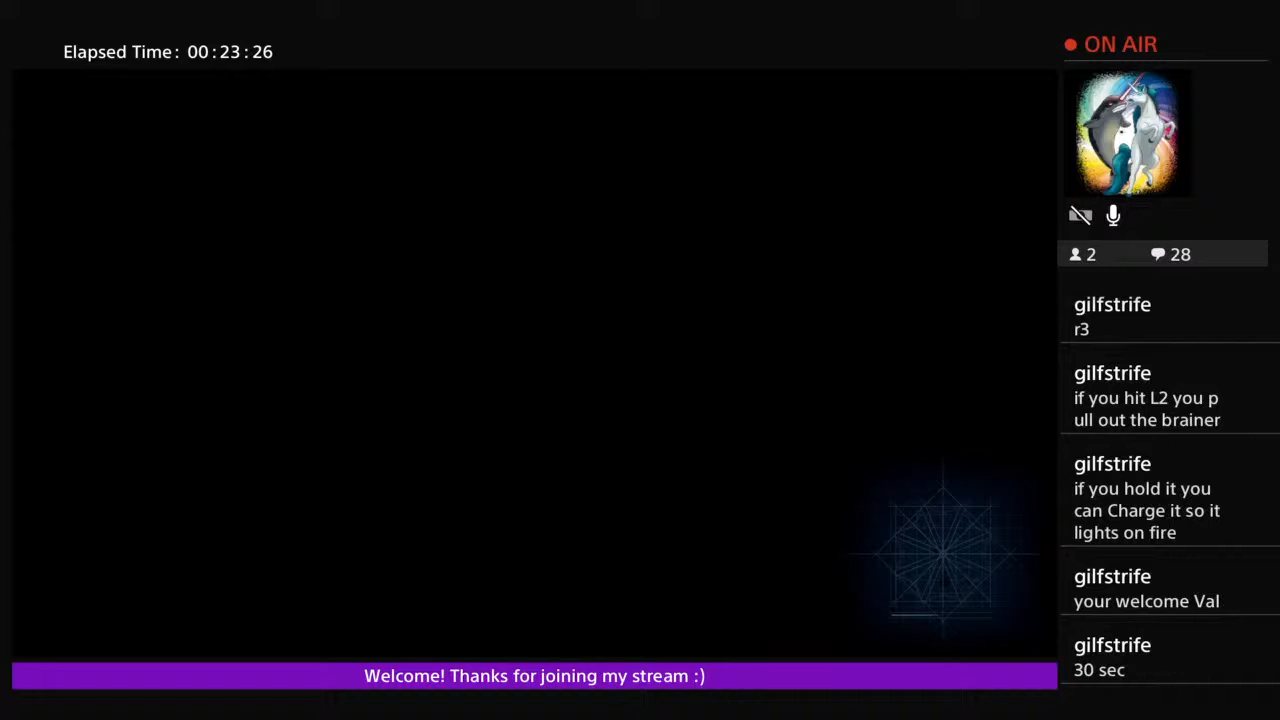 Elapsed Time: 00:23:26
ON AIR
2 28
gilfstrife
r3
gilfstrife
if you hit L2 you p
ull out the brainer
gilfstrife
if you hold it you
can Charge it so it
lights on fire
gilfstrife
your welcome Val
gilfstrife
30 sec
Welcome! Thanks for joining my stream :)